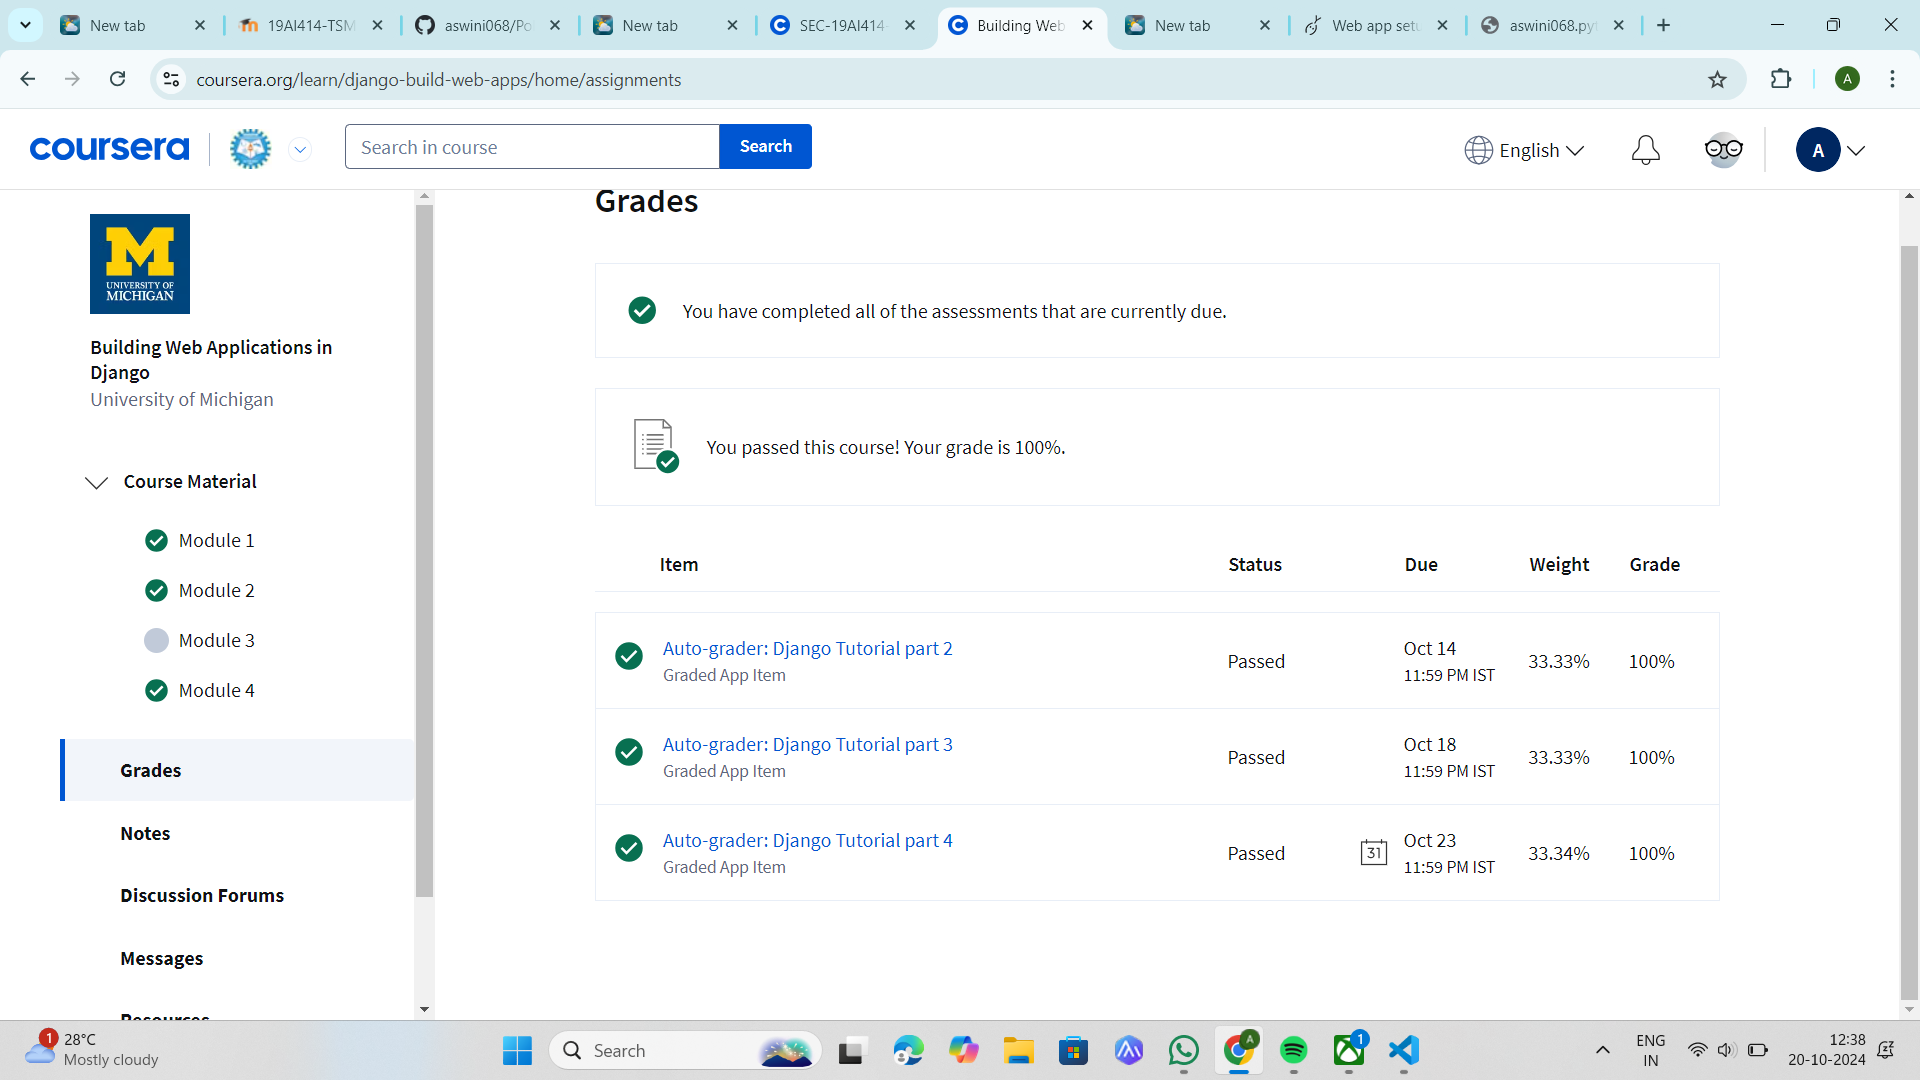 New tab
19AI414-TSM
aswini068/Po
New tab
SEC-19AI414-
Building Web
New tab
Web app setu
aswini068.pyt
coursera.org/learn/django-build-web-apps/home/assignments
A
coursera
Search in course
Search
English
A
UNIVERSITY OF
MICHIGAN
Building Web Applications in
Django
University of Michigan
Course Material
Module 1
Module 2
Module 3
Module 4
Grades
Notes
Discussion Forums
Messages
Resources
Grades
You have completed all of the assessments that are currently due.
You passed this course! Your grade is 100%.
Item Status Due Weight Grade
Auto-grader: Django Tutorial part 2
Graded App Item
Passed
Oct 14
11:59 PM IST
33.33%
100%
Auto-grader: Django Tutorial part 3
Graded App Item
Passed
Oct 18
11:59 PM IST
33.33%
100%
Auto-grader: Django Tutorial part 4
Graded App Item
Passed
31
Oct 23
11:59 PM IST
33.34%
100%
1
28°C
Mostly cloudy
Search
A
1
ENG
IN
12:38
20-10-2024